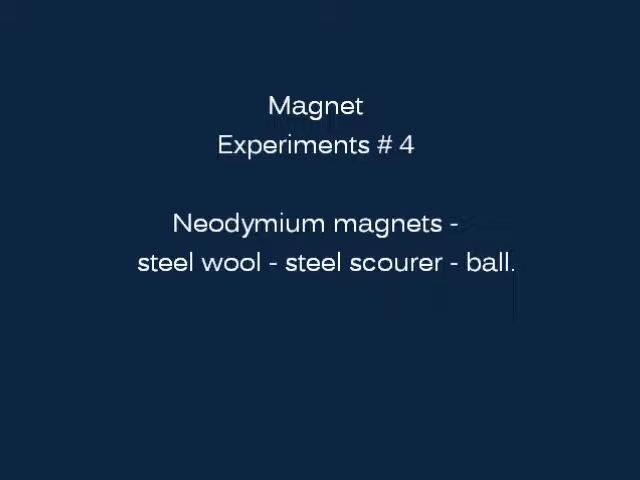 Magnet
Experiments # 4
Neodymium magnets -
steel wool - steel scourer - ball.